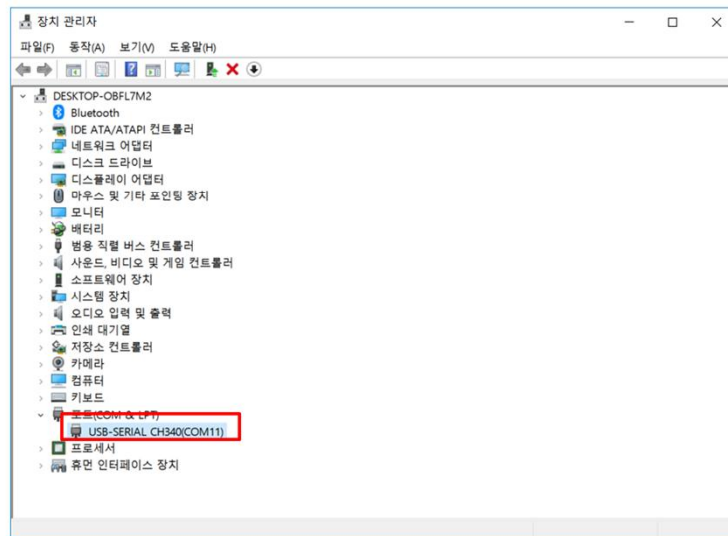 장치 관리자
파일(F) 동작(A) 보기(V) 도움말(H)
DESKTOP-OBFL7M2
Bluetooth
IDE ATA/ATAPI 컨트롤러
네트워크 어댑터
디스크 드라이브
디스플레이 어댑터
마우스 및 기타 포인팅 장치
모니터
배터리
범용 직렬 버스 컨트롤러
사운드, 비디오 및 게임 컨트롤러
소프트웨어 장치
시스템 장치
오디오 입력 및 출력
인쇄 대기열
저장소 컨트롤러
카메라
컴퓨터
키보드
포트(COM & LPT)
USB-SERIAL CH340(COM11)
프로세서
휴먼 인터페이스 장치